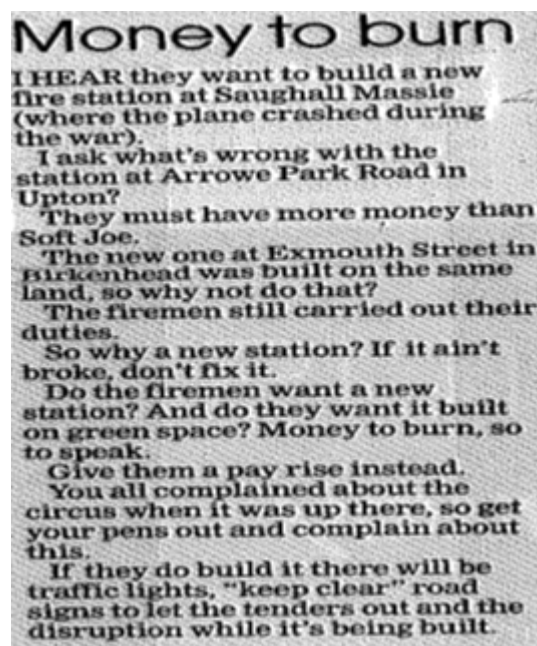 Money to burn
I HEAR they want to build a new
fire station at Saughall Massie
(where the plane crashed during
the war).
I ask what's wrong with the
station at Arrowe Park Road in
Upton?
They must have more money than
Soft Joe.
The new one at Exmouth Street in
Birkenhead was built on the same
land, so why not do that?
The firemen still carried out their
duties.
So why a new station? If it ain't
broke, don't fix it.
Do the firemen want a new
station? And do they want it built
on green space? Money to burn, so
to speak.
Give them a pay rise instead.
You all complained about the
circus when it was up there, so get
your pens out and complain about
this.
If they do build it there will be
traffic lights, "keep clear" road
signs to let the tenders out and the
disruption while it's being built.